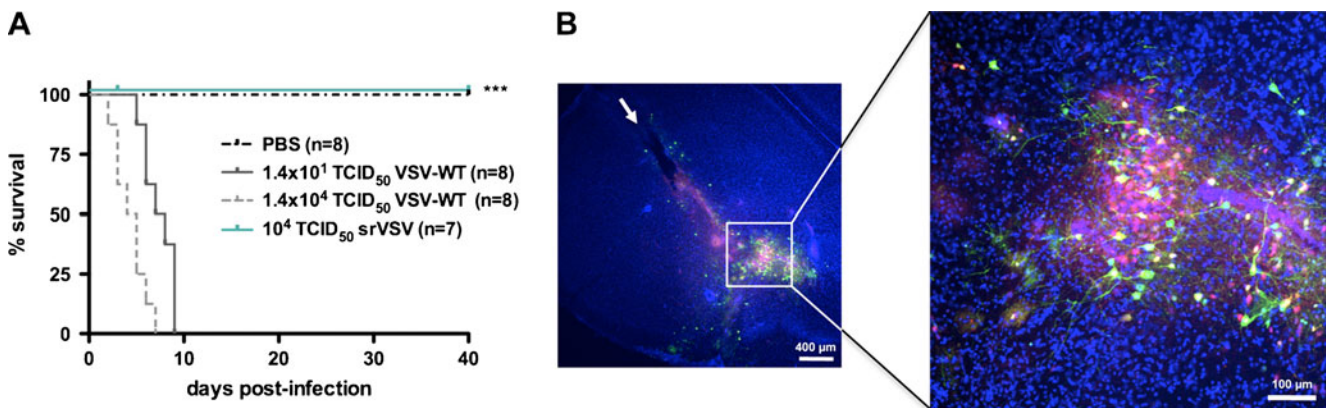 A
B
% survival
100
75
50
25
0
***
PBS (n=8)
1.4x10¹ TCID₅₀ VSV-WT (n=8)
1.4x10⁴ TCID₅₀ VSV-WT (n=8)
10⁴ TCID₅₀ srVSV (n=7)
0 10 20 30 40
days post-infection
400 µm
100 µm